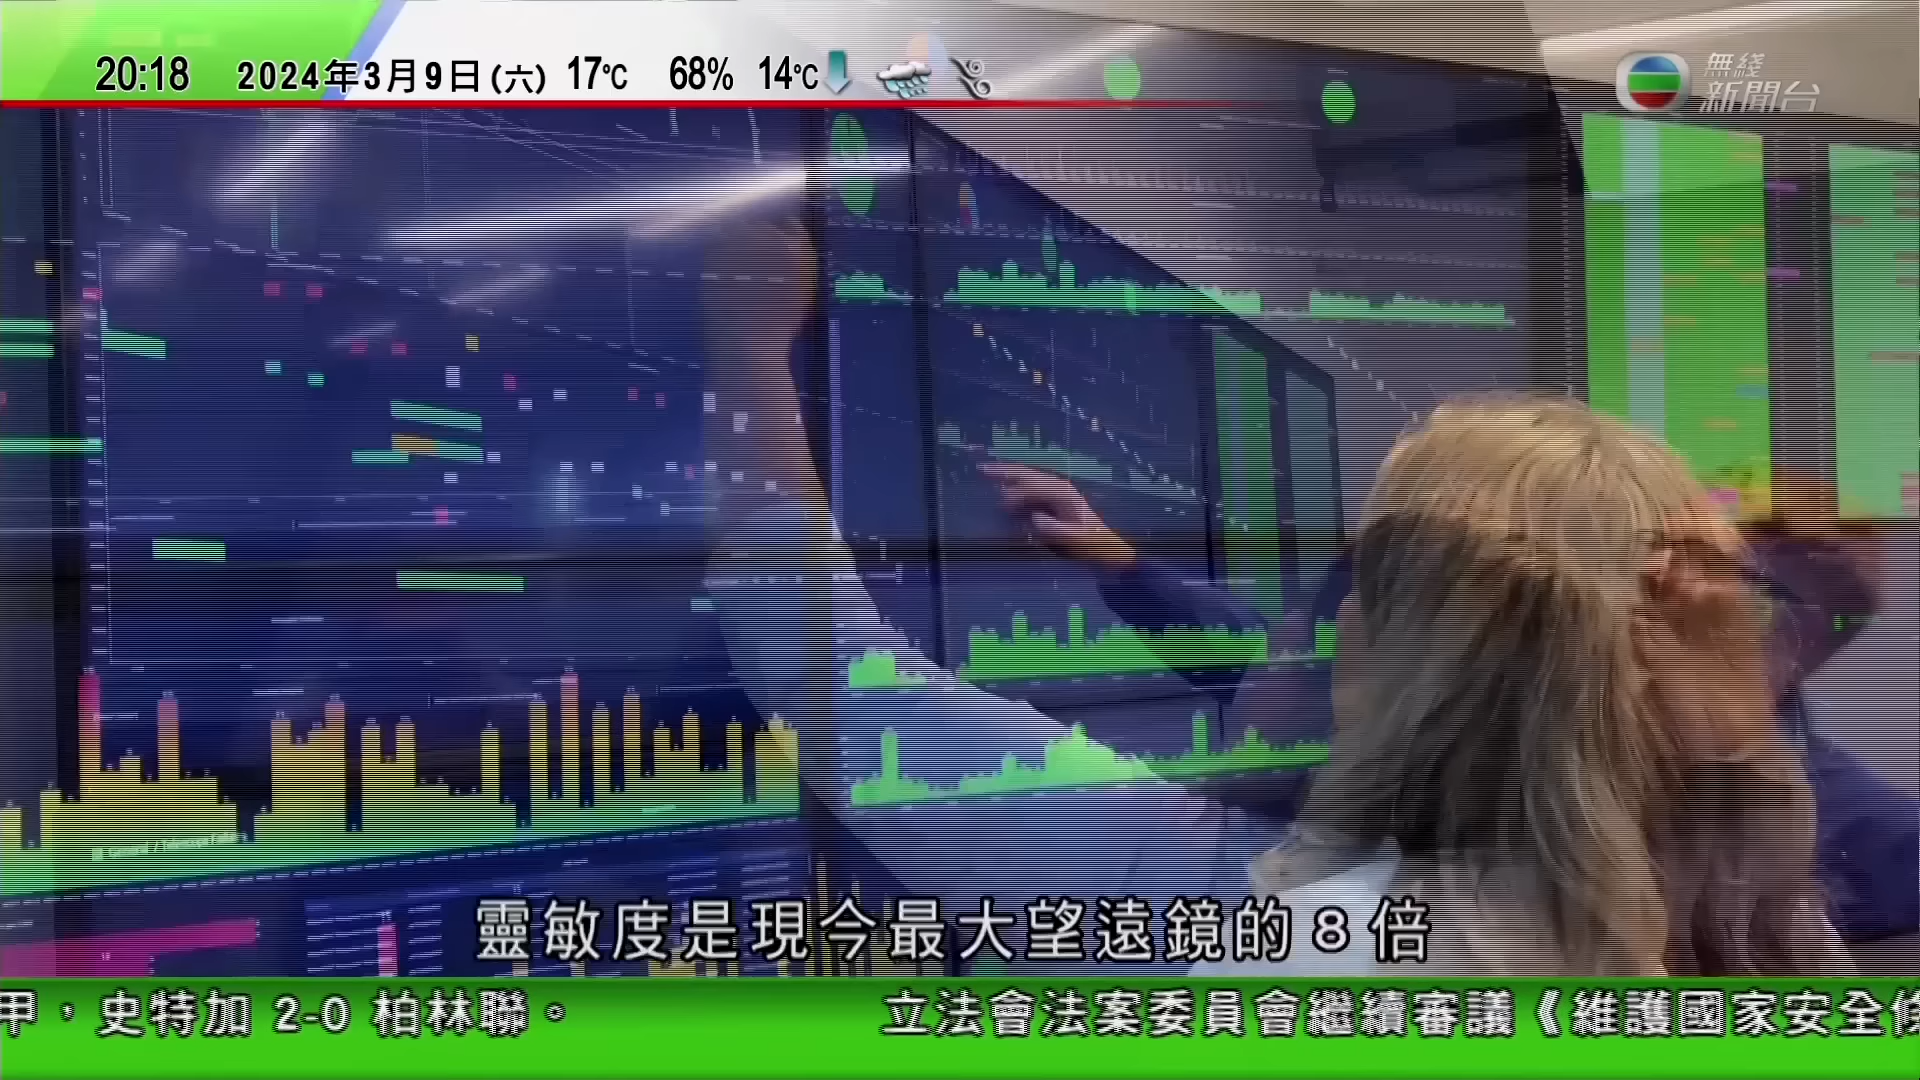 20:18 2024年3月9日(六) 17℃ 68% 14℃
無綫
新聞台
General / Telescope
靈敏度是現今最大望遠鏡的8倍
甲，史特加 2-0 柏林聯。 立法會法案委員會繼續審議《維護國家安全條